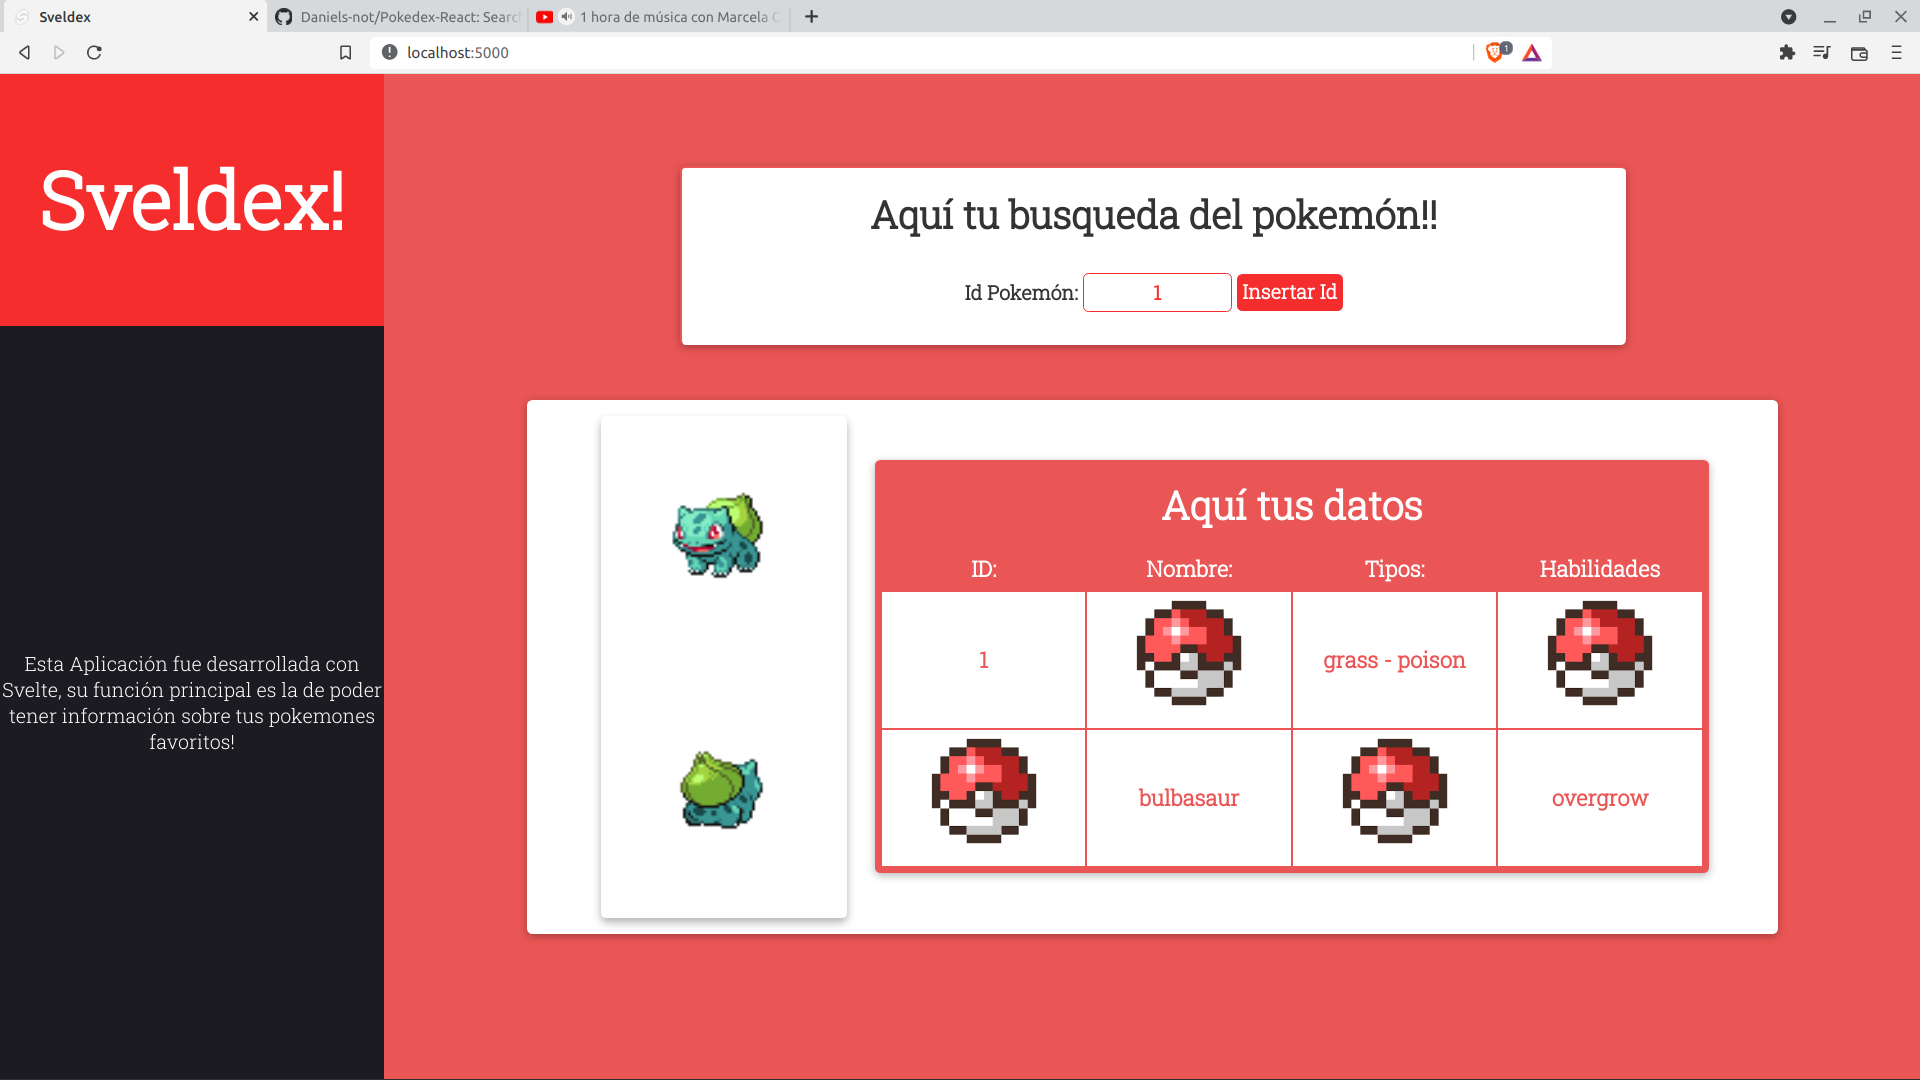 Sveldex
Daniels-not/Pokedex-React: Searc
1 hora de música con Marcela
localhost:5000
1
Sveldex!
Esta Aplicación fue desarrollada con
Svelte, su función principal es la de poder
tener información sobre tus pokemones
favoritos!
Aquí tu busqueda del pokemón!!
Id Pokemón: 1 Insertar Id
Aquí tus datos
ID: Nombre: Tipos: Habilidades
1 grass - poison
bulbasaur overgrow